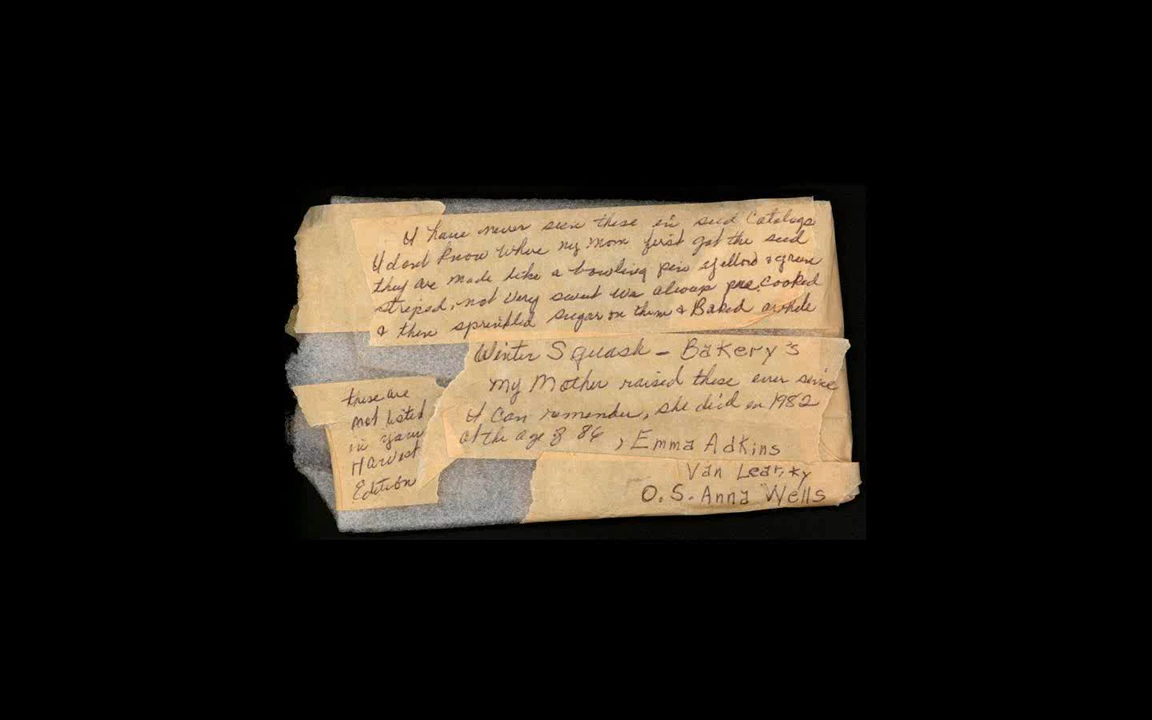 I have never seen these in seed Catalogs
I dont know where my mom first got the seed
they are made like a bowling pin yellow & green
striped, not very sweet we always pre cooked
& then sprinkled sugar on them & Baked awhile
Winter Squash - Bakery's
My Mother raised these ever since
I can remember, she died in 1982
at the age of 86, Emma Adkins
Van Lear, Ky
O.S. Anna Wells
these are
not listed
in
Harvest
Edition